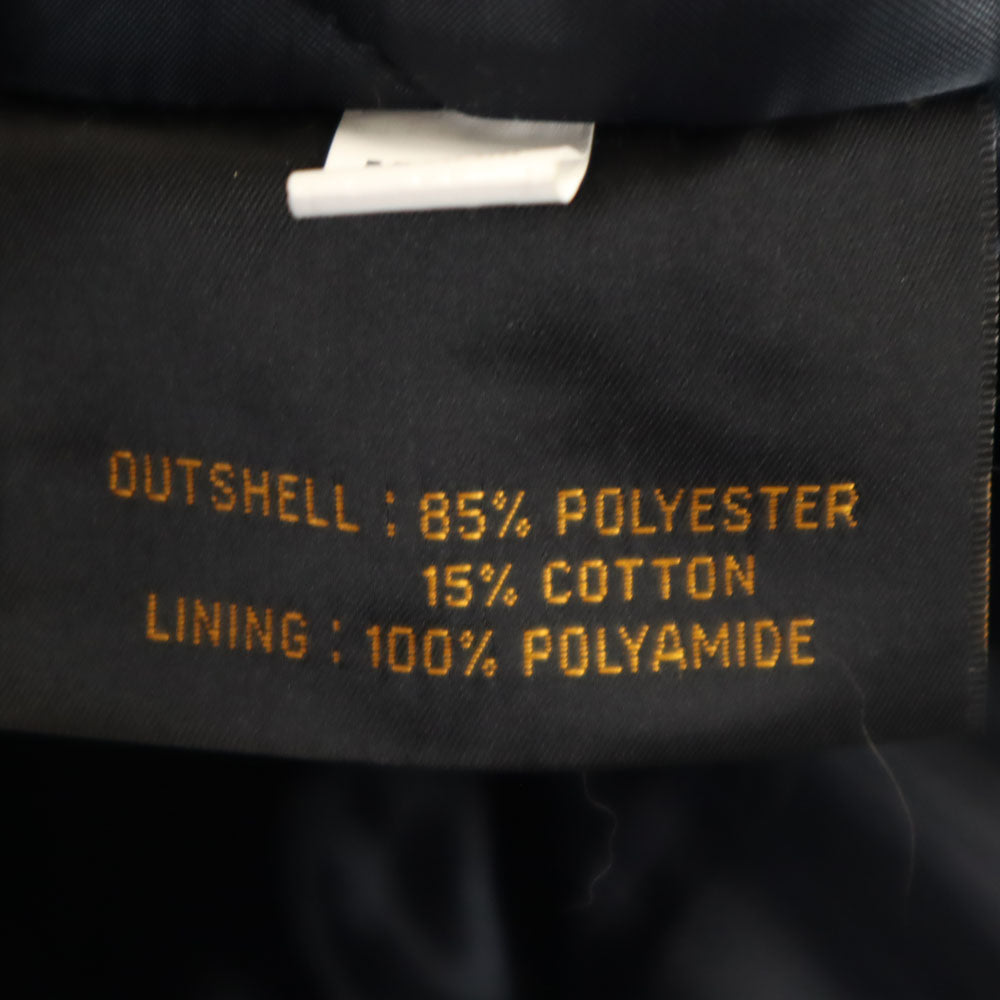 OUTSHELL : 85% POLYESTER
15% COTTON
LINING : 100% POLYAMIDE